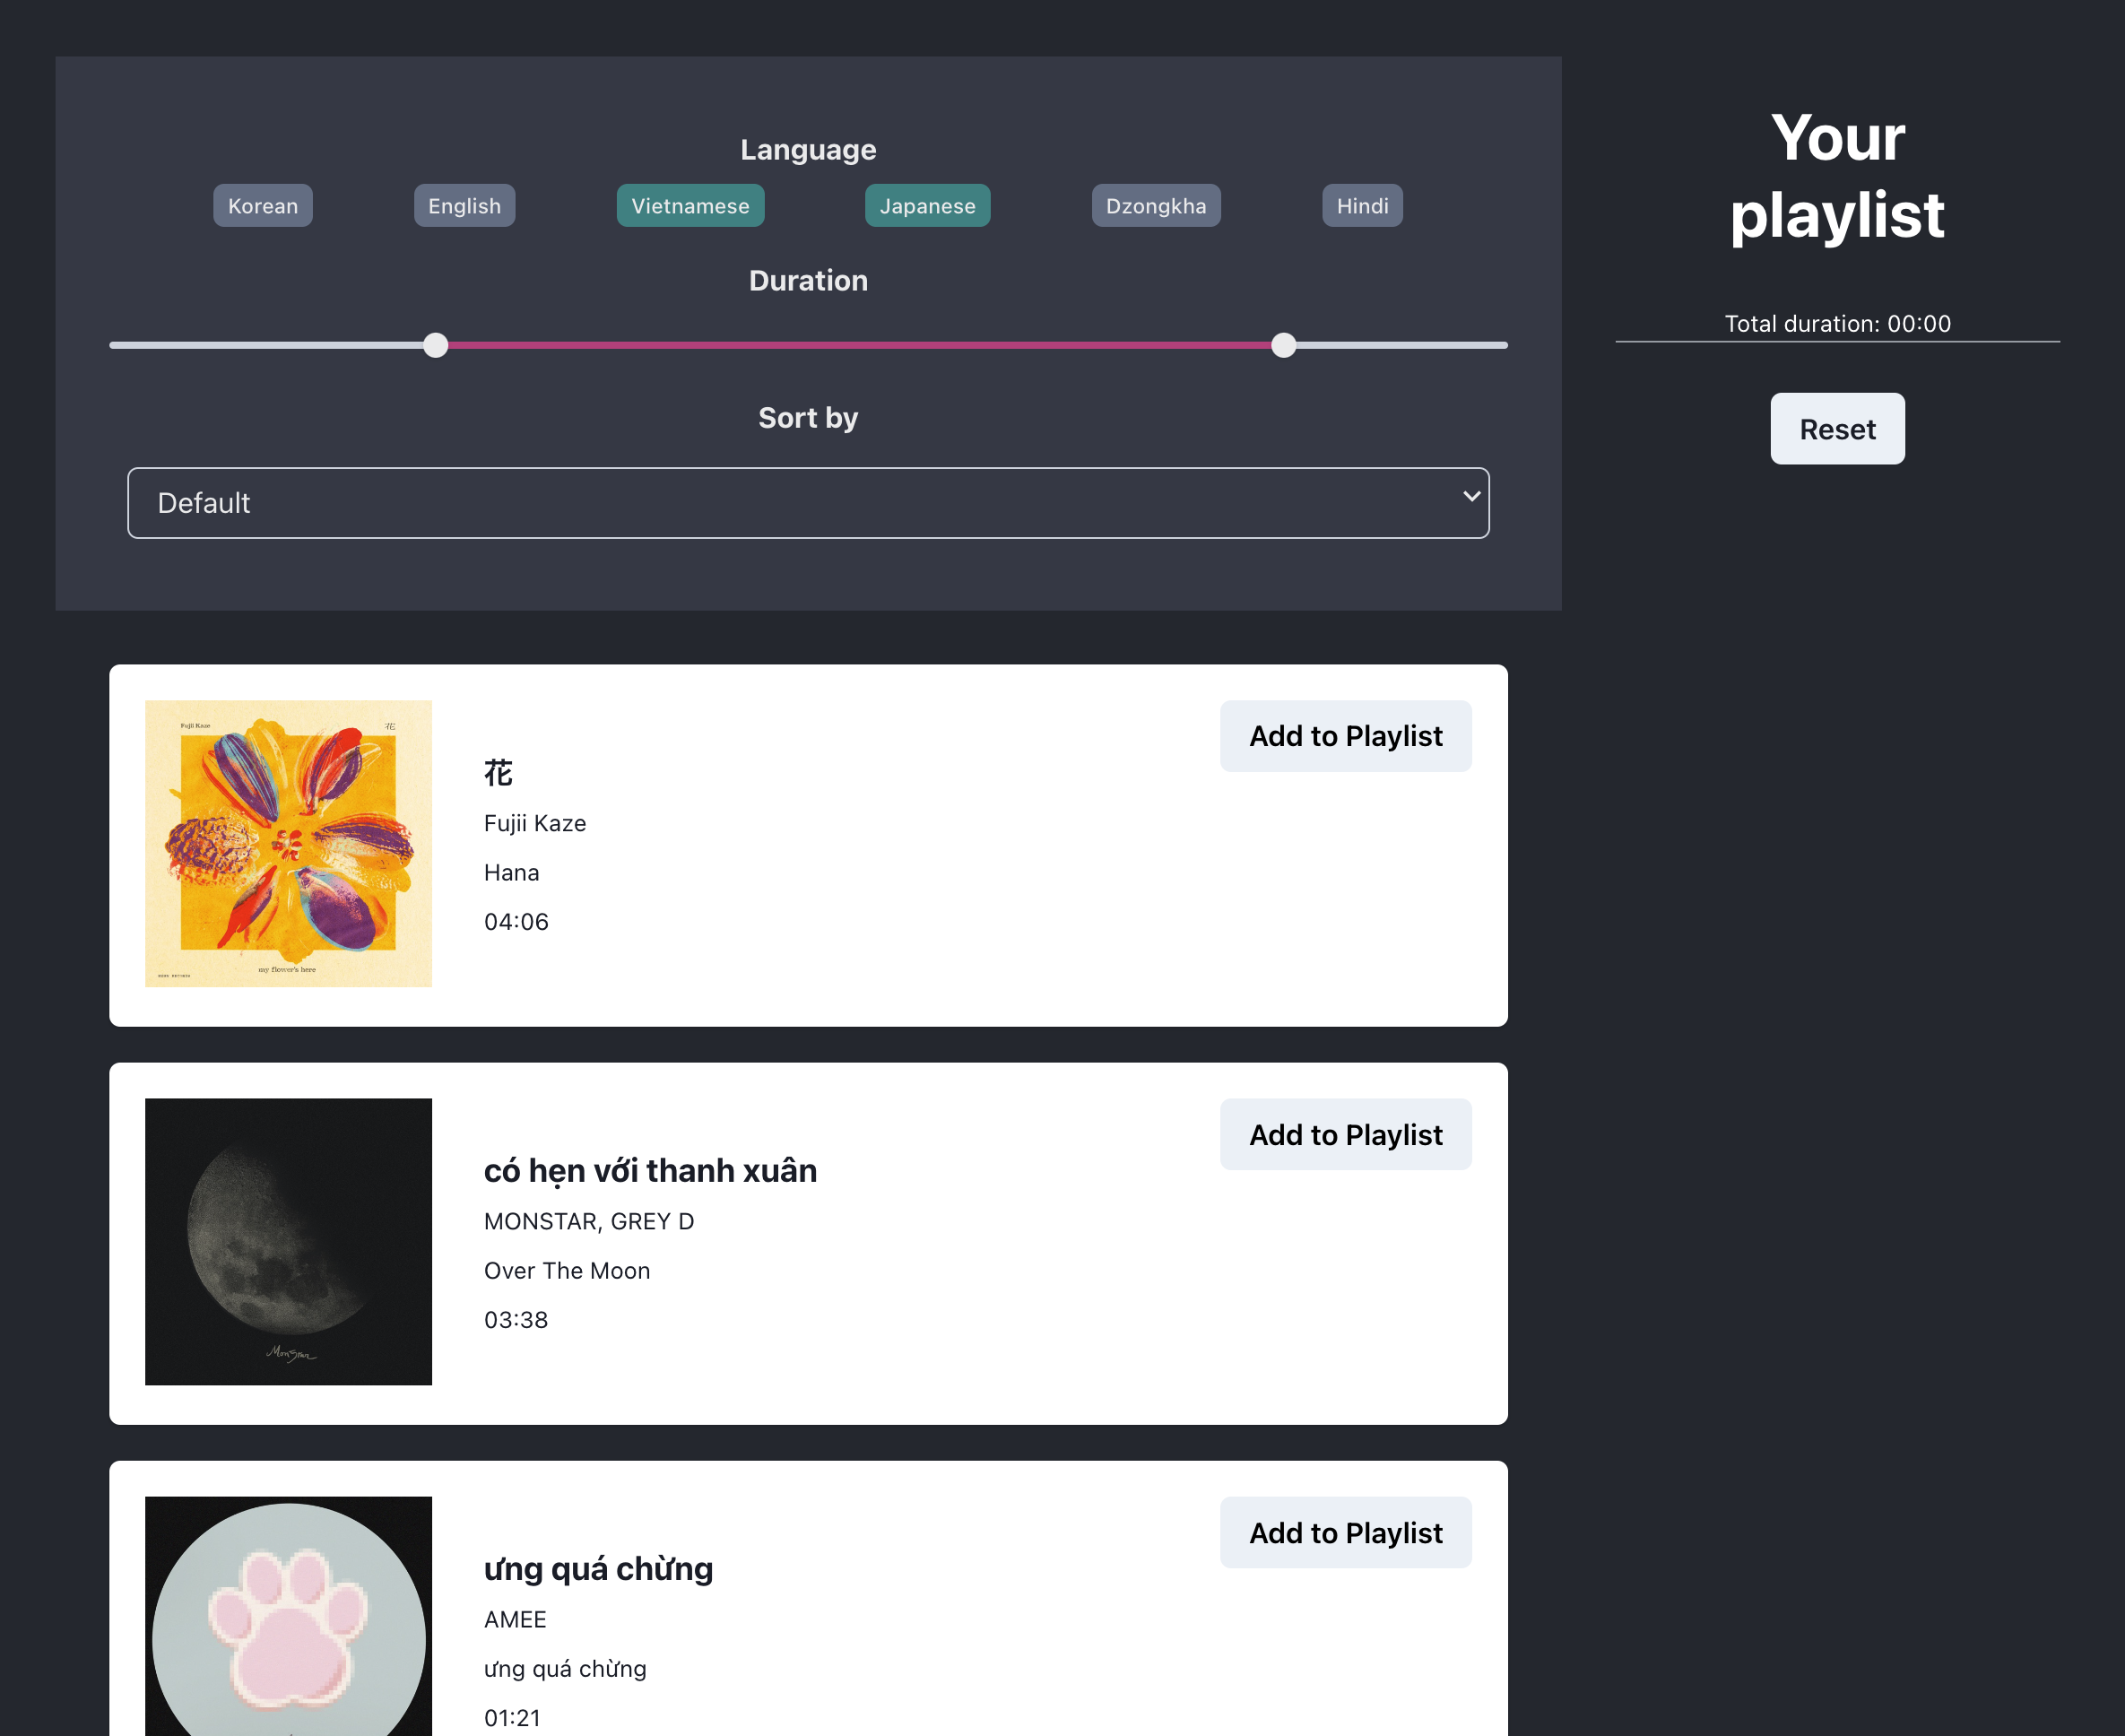 Language
Korean English Vietnamese Japanese Dzongkha Hindi
Duration
Sort by
Default
Your
playlist
Total duration: 00:00
Reset
Fujii Kaze 花
my flower's here
花
Fujii Kaze
Hana
04:06
Add to Playlist
MonStar
có hẹn với thanh xuân
MONSTAR, GREY D
Over The Moon
03:38
Add to Playlist
ưng quá chừng
AMEE
ưng quá chừng
01:21
Add to Playlist